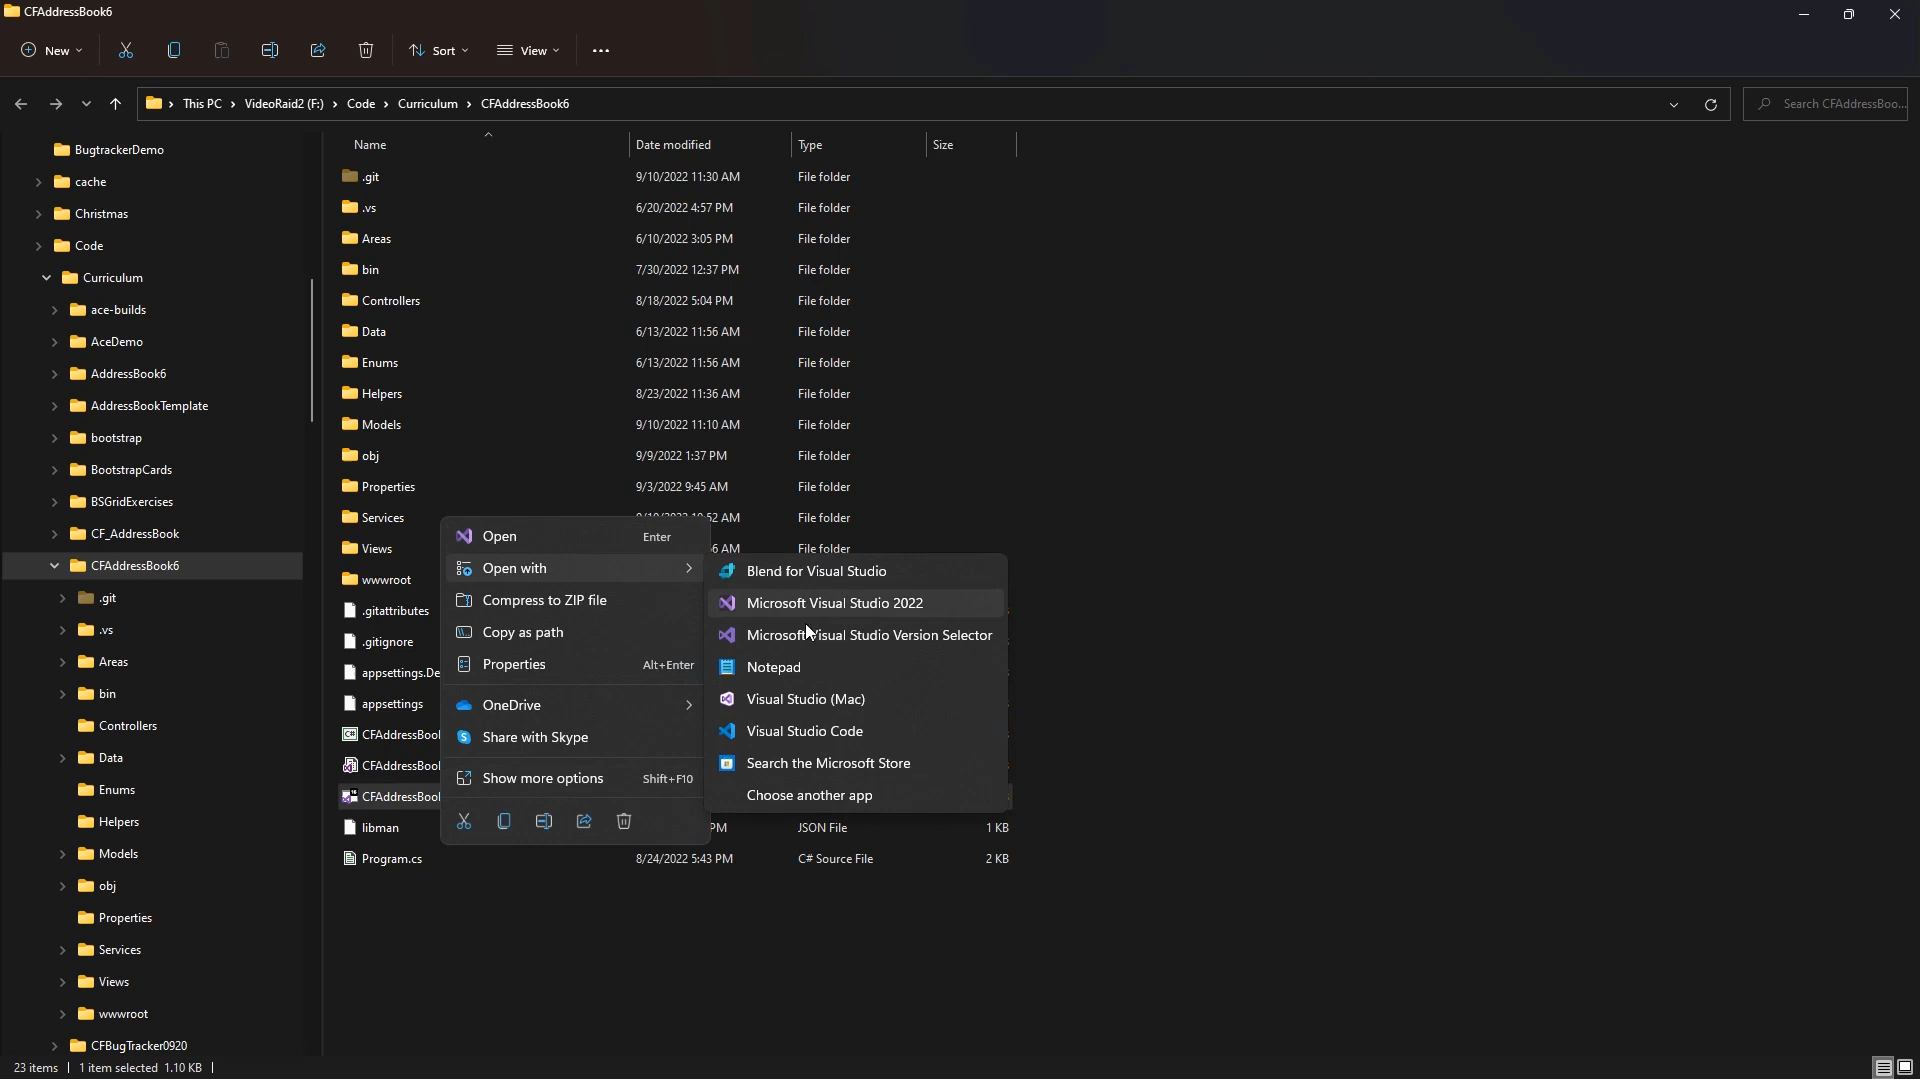 CFAddressBook6
New
Sort
View
This PC > VideoRaid2 (F:) > Code > Curriculum > CFAddressBook6
Search CFAddressBoo...
BugtrackerDemo
cache
Christmas
Code
Curriculum
ace-builds
AceDemo
AddressBook6
AddressBookTemplate
bootstrap
BootstrapCards
BSGridExercises
CF_AddressBook
CFAddressBook6
.git
.vs
Areas
bin
Controllers
Data
Enums
Helpers
Models
obj
Properties
Services
Views
wwwroot
CFBugTracker0920
Name Date modified Type Size
.git 9/10/2022 11:30 AM File folder
.vs 6/20/2022 4:57 PM File folder
Areas 6/10/2022 3:05 PM File folder
bin 7/30/2022 12:37 PM File folder
Controllers 8/18/2022 5:04 PM File folder
Data 6/13/2022 11:56 AM File folder
Enums 6/13/2022 11:56 AM File folder
Helpers 8/23/2022 11:36 AM File folder
Models 9/10/2022 11:10 AM File folder
obj 9/9/2022 1:37 PM File folder
Properties 9/3/2022 9:45 AM File folder
Services AM File folder
Views AM File folder
wwwroot
.gitattributes
.gitignore
appsettings.De
appsettings
CFAddressBool
CFAddressBool
CFAddressBool
libman PM JSON File 1 KB
Program.cs 8/24/2022 5:43 PM C# Source File 2 KB
Open Enter
Open with
Compress to ZIP file
Copy as path
Properties Alt+Enter
OneDrive
Share with Skype
Show more options Shift+F10
Blend for Visual Studio
Microsoft Visual Studio 2022
Microsoft Visual Studio Version Selector
Notepad
Visual Studio (Mac)
Visual Studio Code
Search the Microsoft Store
Choose another app
23 items 1 item selected 1.10 KB